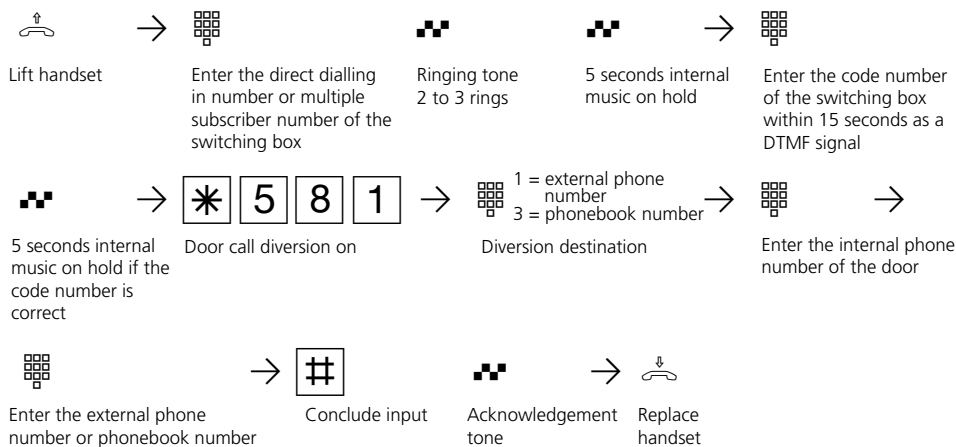 Lift handset
Enter the direct dialling
in number or multiple
subscriber number of the
switching box
Ringing tone
2 to 3 rings
5 seconds internal
music on hold
Enter the code number
of the switching box
within 15 seconds as a
DTMF signal
5 seconds internal
music on hold if the
code number is
correct
* 5 8 1
Door call diversion on
1 = external phone
number
3 = phonebook number
Diversion destination
Enter the internal phone
number of the door
Enter the external phone
number or phonebook number
#
Conclude input
Acknowledgement
tone
Replace
handset